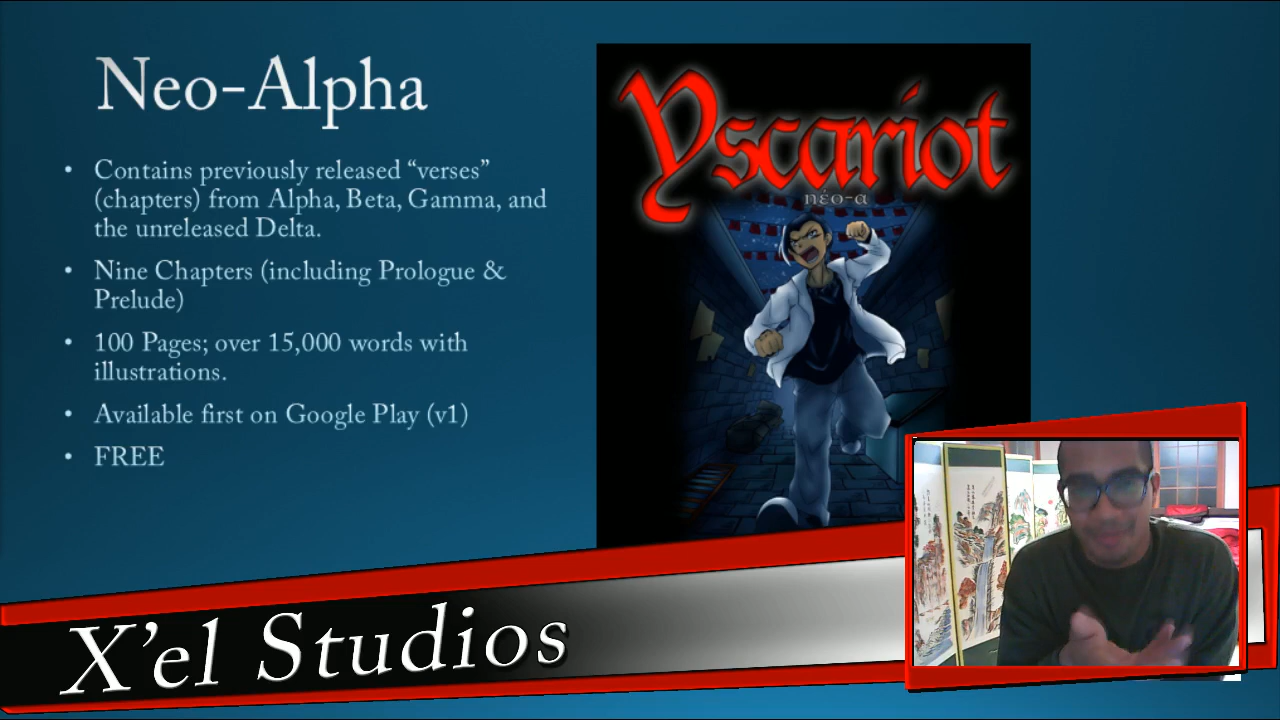 Neo-Alpha
• Contains previously released “verses”
(chapters) from Alpha, Beta, Gamma, and
the unreleased Delta.
• Nine Chapters (including Prologue &
Prelude)
• 100 Pages; over 15,000 words with
illustrations.
• Available first on Google Play (v1)
• FREE
Yscariot
néo-α
X’el Studios